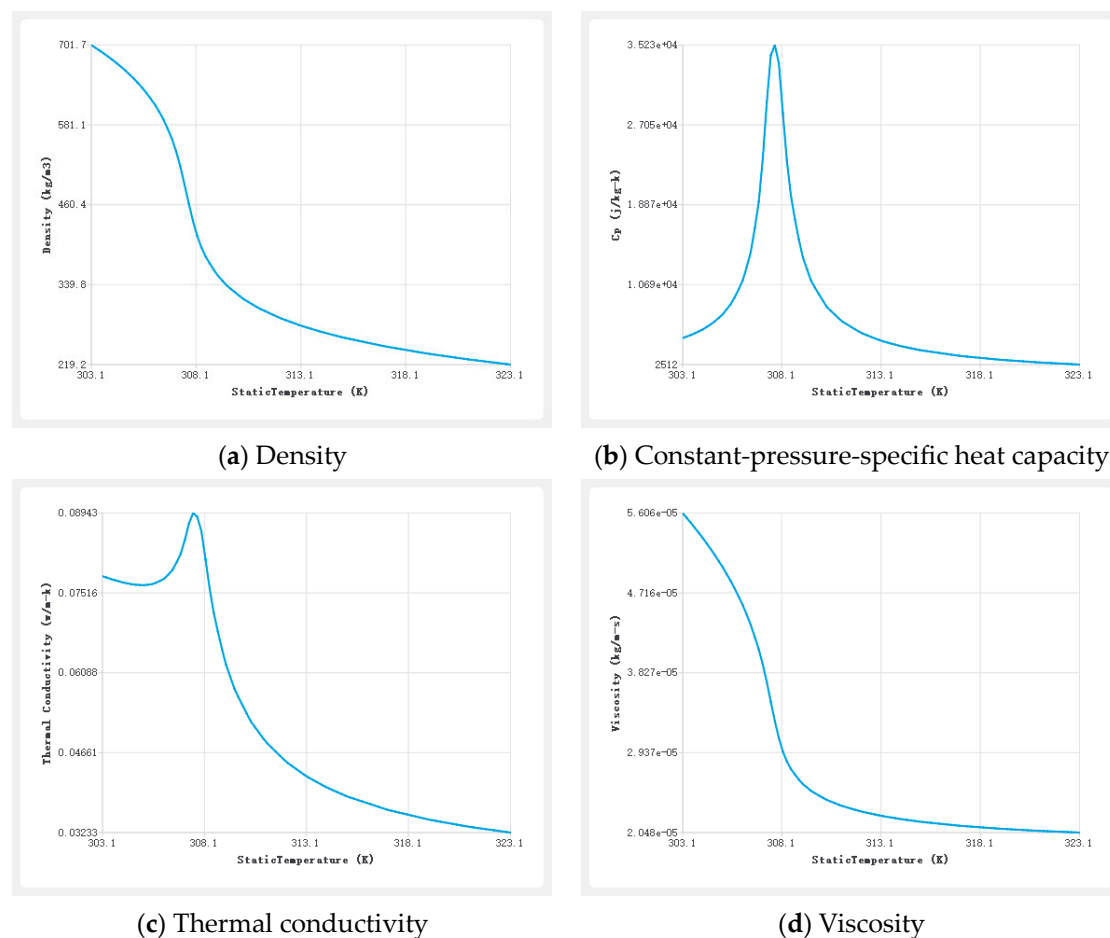 701.7
581.1
460.4
339.8
219.2
Density (kg/m3)
303.1 308.1 313.1 318.1 323.1
StaticTemperature (K)
(a) Density
3.523e+04
2.705e+04
1.887e+04
1.069e+04
2512
Cp (j/kg-k)
303.1 308.1 313.1 318.1 323.1
StaticTemperature (K)
(b) Constant-pressure-specific heat capacity
0.08943
0.07516
0.06088
0.04661
0.03233
Thermal Conductivity (w/m-k)
303.1 308.1 313.1 318.1 323.1
StaticTemperature (K)
(c) Thermal conductivity
5.606e-05
4.716e-05
3.827e-05
2.937e-05
2.048e-05
Viscosity (kg/m-s)
303.1 308.1 313.1 318.1 323.1
StaticTemperature (K)
(d) Viscosity